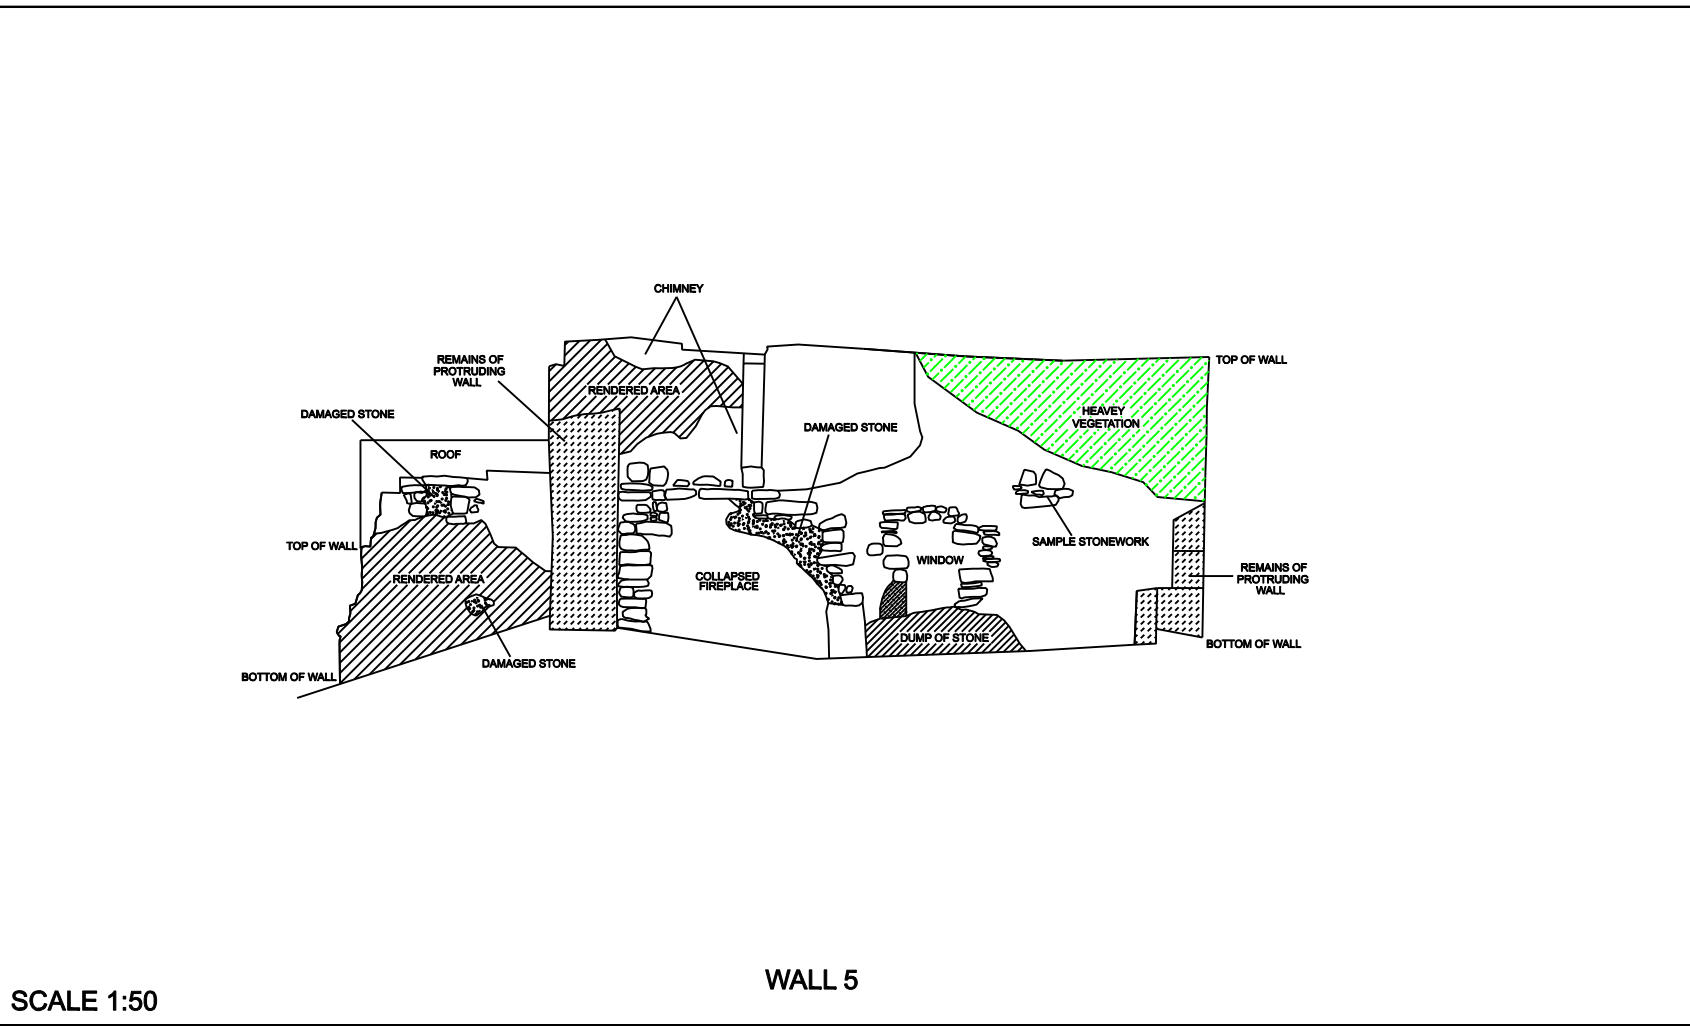 CHIMNEY
REMAINS OF
PROTRUDING
WALL
TOP OF WALL
RENDERED AREA
DAMAGED STONE
HEAVEY
VEGETATION
DAMAGED STONE
ROOF
TOP OF WALL
SAMPLE STONEWORK
WINDOW
REMAINS OF
PROTRUDING
WALL
RENDERED AREA
COLLAPSED
FIREPLACE
DUMP OF STONE
BOTTOM OF WALL
DAMAGED STONE
BOTTOM OF WALL
WALL 5
SCALE 1:50